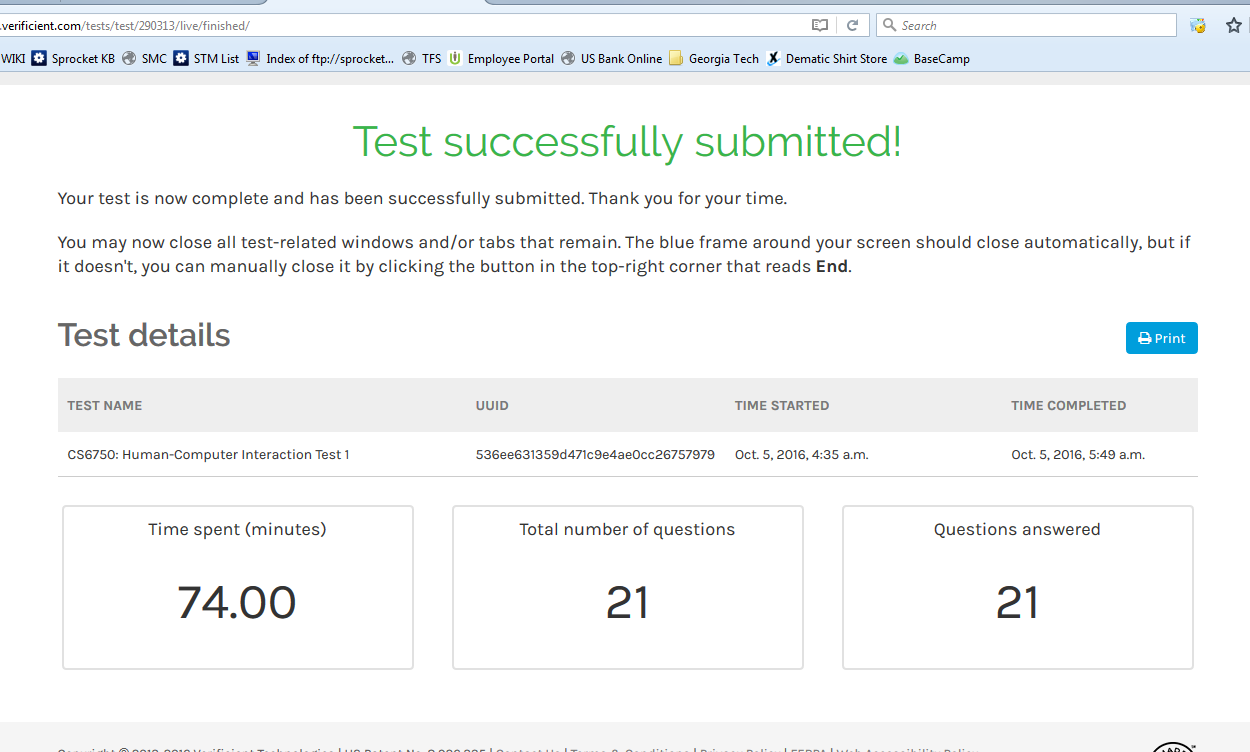 .verificient.com/tests/test/290313/live/finished/
Search
WIKI Sprocket KB SMC STM List Index of ftp://sprocket... TFS Employee Portal US Bank Online Georgia Tech Dematic Shirt Store BaseCamp
Test successfully submitted!
Your test is now complete and has been successfully submitted. Thank you for your time.
You may now close all test-related windows and/or tabs that remain. The blue frame around your screen should close automatically, but if
it doesn't, you can manually close it by clicking the button in the top-right corner that reads End.
Test details
Print
TEST NAME UUID TIME STARTED TIME COMPLETED
CS6750: Human-Computer Interaction Test 1 536ee631359d471c9e4ae0cc26757979 Oct. 5, 2016, 4:35 a.m. Oct. 5, 2016, 5:49 a.m.
Time spent (minutes) Total number of questions Questions answered
74.00 21 21